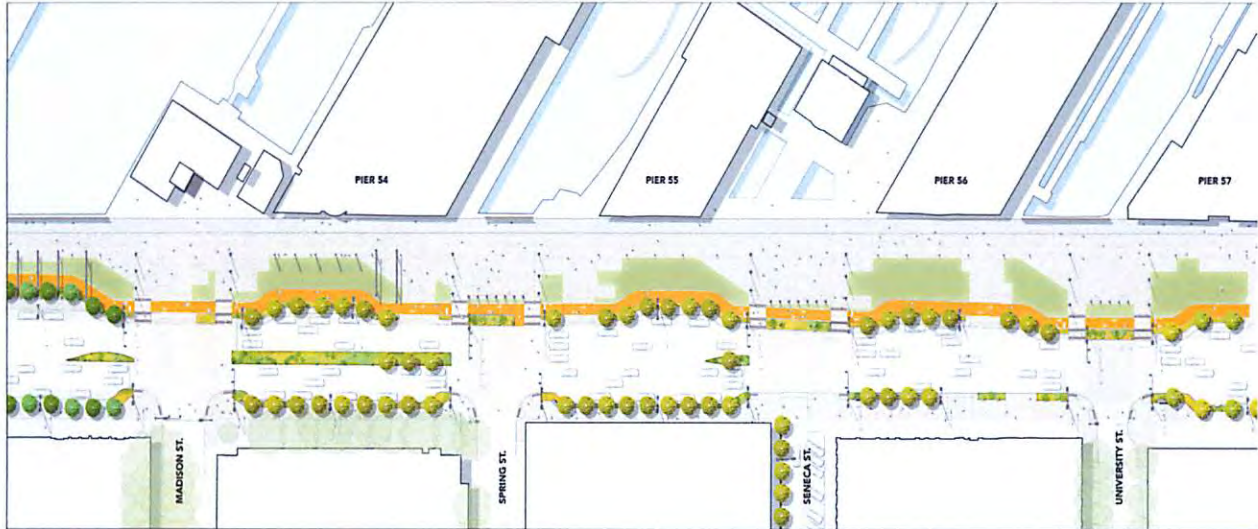 PIER 54
PIER 55
PIER 56
PIER 57
MADISON ST.
SPRING ST.
SENECA ST.
UNIVERSITY ST.